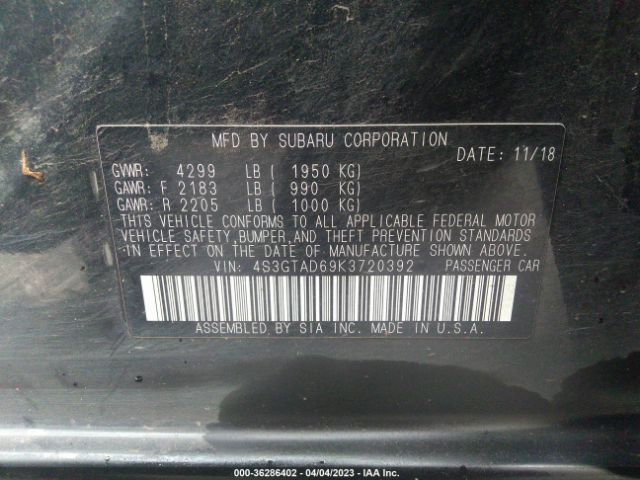 MFD BY SUBARU CORPORATION
DATE: 11/18
GVWR: 4299 LB ( 1950 KG)
GAWR: F 2183 LB ( 990 KG)
GAWR: R 2205 LB ( 1000 KG)
THIS VEHICLE CONFORMS TO ALL APPLICABLE FEDERAL MOTOR
VEHICLE SAFETY, BUMPER, AND THEFT PREVENTION STANDARDS
IN EFFECT ON THE DATE OF MANUFACTURE SHOWN ABOVE.
VIN: 4S3GTAD69K3720392 PASSENGER CAR
ASSEMBLED BY SIA INC. MADE IN U.S.A.
000-36286402 - 04/04/2023 - IAA Inc.